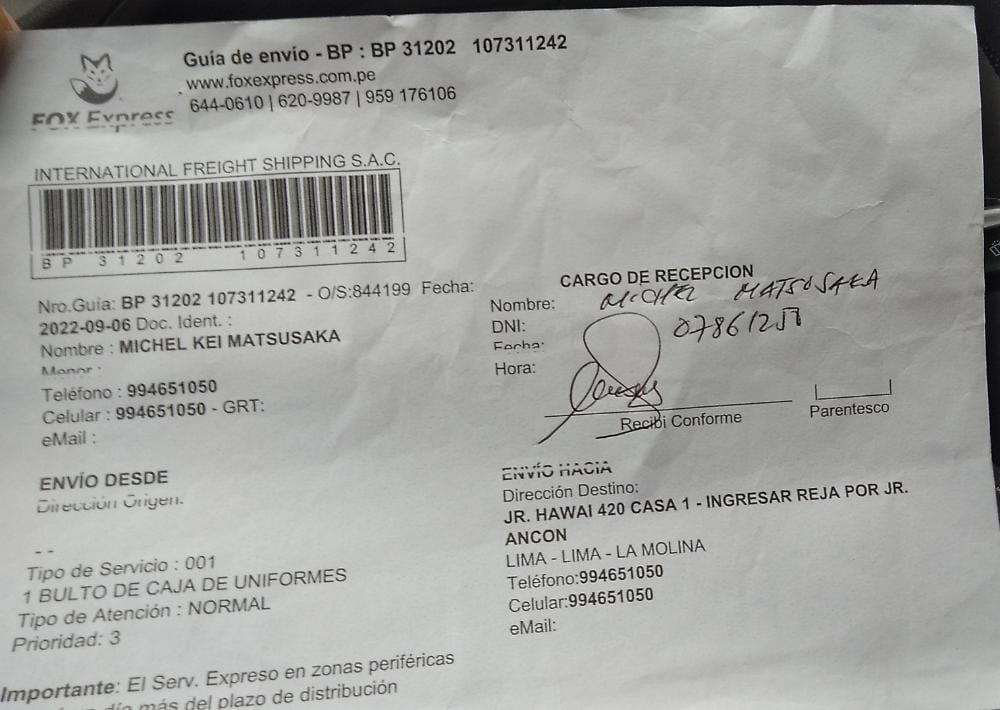 FOX Express
Guía de envío - BP : BP 31202 107311242
www.foxexpress.com.pe
644-0610 | 620-9987 | 959 176106
INTERNATIONAL FREIGHT SHIPPING S.A.C.
BP 31202 107311242
Nro.Guia: BP 31202 107311242 - O/S:844199 Fecha:
2022-09-06 Doc. Ident. :
Nombre : MICHEL KEI MATSUSAKA
Teléfono : 994651050
Celular : 994651050 - GRT:
eMail :
CARGO DE RECEPCION
Nombre: MICHEL MATSUSAKA
DNI:
Fecha:
Hora:
Recibi Conforme
Parentesco
ENVÍO DESDE
Dirección Origen:
--
Tipo de Servicio : 001
1 BULTO DE CAJA DE UNIFORMES
Tipo de Atención : NORMAL
Prioridad: 3
ENVÍO HACIA
Dirección Destino:
JR. HAWAI 420 CASA 1 - INGRESAR REJA POR JR.
ANCON
LIMA - LIMA - LA MOLINA
Teléfono:994651050
Celular:994651050
eMail:
Importante: El Serv. Expreso en zonas periféricas
día más del plazo de distribución